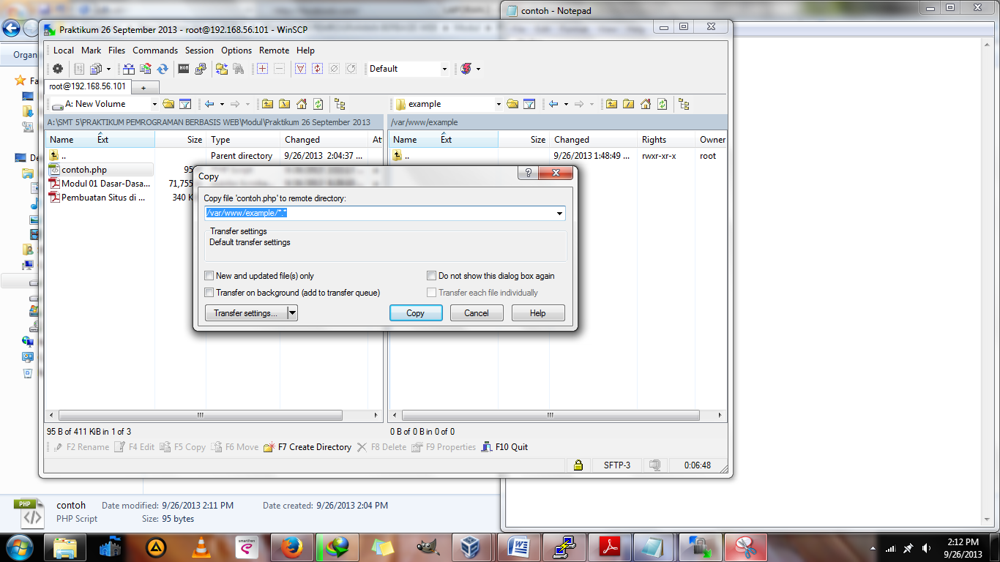 contoh - Notepad
Praktikum 26 September 2013 - root@192.168.56.101 - WinSCP
Organ
Local Mark Files Commands Session Options Remote Help
Default
Fa
root@192.168.56.101 +
A: New Volume
example
A:\SMT 5\PRAKTIKUM PEMROGRAMAN BERBASIS WEB\Modul\Praktikum 26 September 2013
/var/www/example
Name Ext Size Type Changed At
Name Ext Size Changed Rights Owner
.. Parent directory 9/26/2013 2:04:37 ...
.. 9/26/2013 1:48:49 ... rwxr-xr-x root
De
contoh.php 95
Modul 01 Dasar-Dasa... 71,755
Pembuatan Situs di ... 340 K
Copy
Copy file 'contoh.php' to remote directory:
/var/www/example/*.*
Transfer settings
Default transfer settings
New and updated file(s) only
Do not show this dialog box again
Transfer on background (add to transfer queue)
Transfer each file individually
Transfer settings... Copy Cancel Help
95 B of 411 KiB in 1 of 3
0 B of 0 B in 0 of 0
F2 Rename F4 Edit F5 Copy F6 Move F7 Create Directory F8 Delete F9 Properties F10 Quit
SFTP-3 0:06:48
PHP
contoh Date modified: 9/26/2013 2:11 PM Date created: 9/26/2013 2:04 PM
PHP Script Size: 95 bytes
smartfren
2:12 PM
9/26/2013